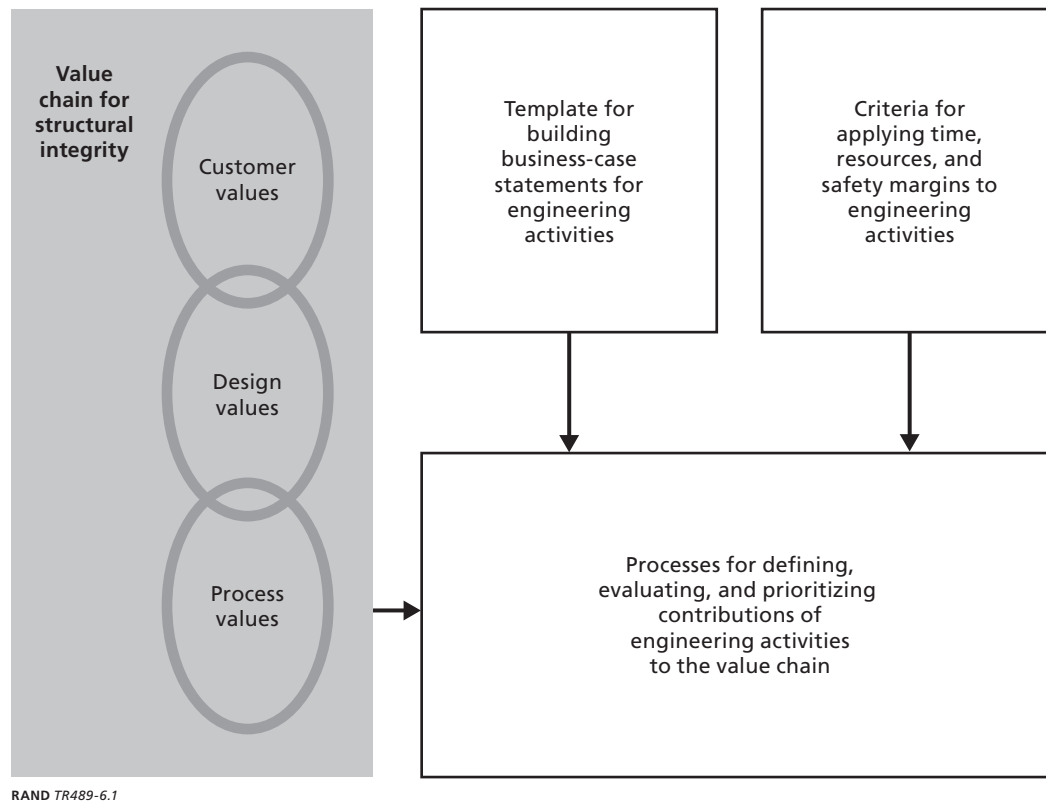 Value
chain for
structural
integrity
Customer
values
Design
values
Process
values
Template for
building
business-case
statements for
engineering
activities
Criteria for
applying time,
resources, and
safety margins to
engineering
activities
Processes for defining,
evaluating, and prioritizing
contributions of
engineering activities
to the value chain
RAND TR489-6.1